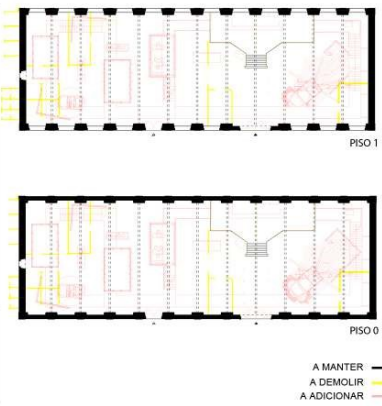 PISO 1
PISO 0
A MANTER
A DEMOLIR
A ADICIONAR